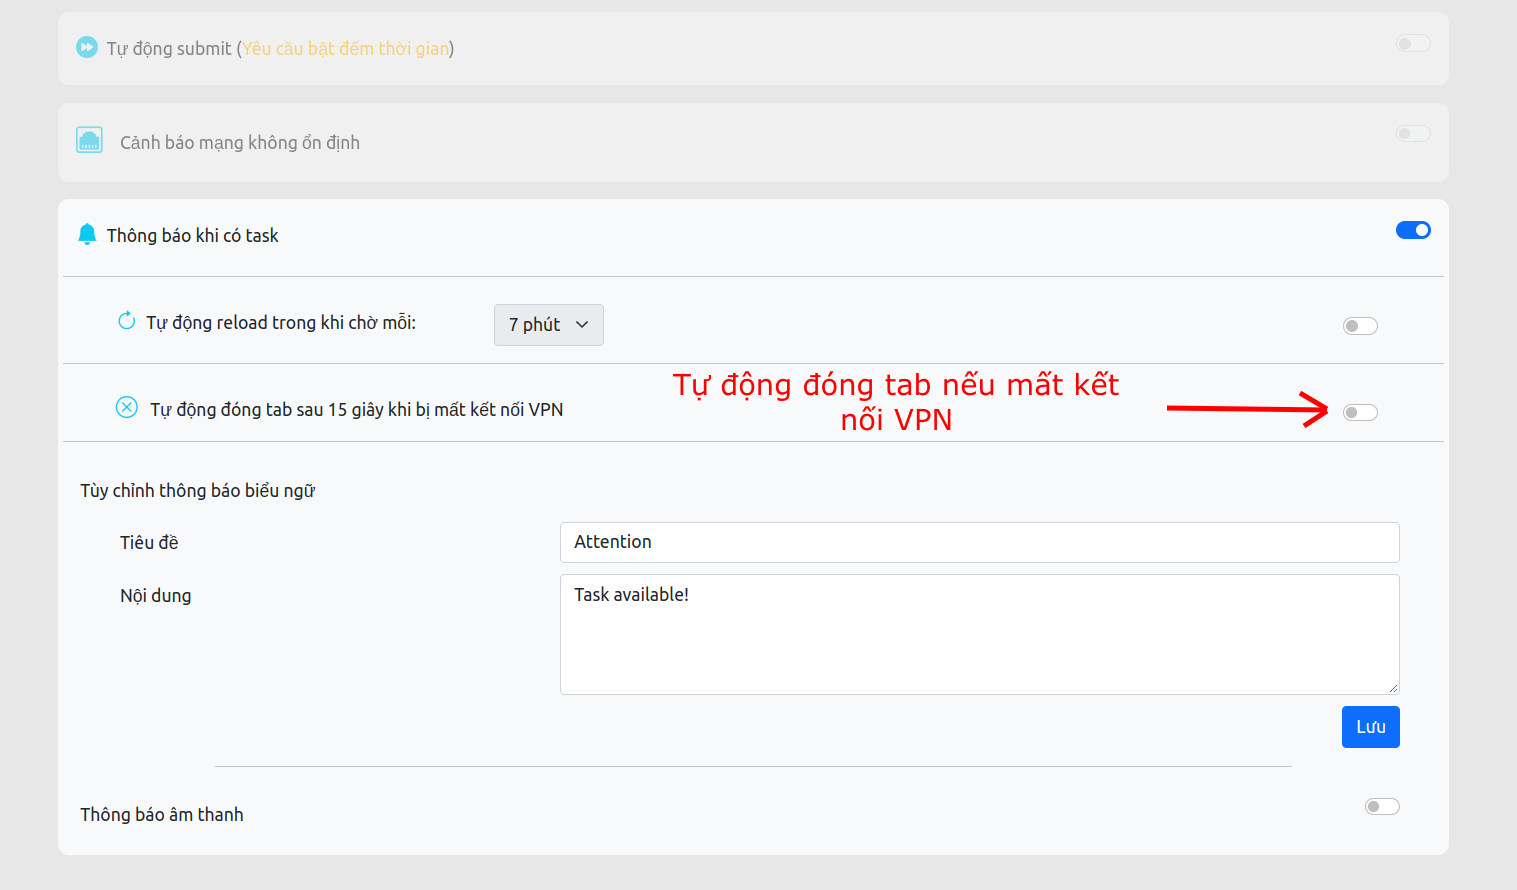 Tự động submit (Yêu cầu bật đếm thời gian)
Cảnh báo mạng không ổn định
Thông báo khi có task
Tự động reload trong khi chờ mỗi:
7 phút
Tự động đóng tab sau 15 giây khi bị mất kết nối VPN
Tự động đóng tab nếu mất kết
nối VPN
Tùy chỉnh thông báo biểu ngữ
Tiêu đề
Attention
Nội dung
Task available!
Lưu
Thông báo âm thanh